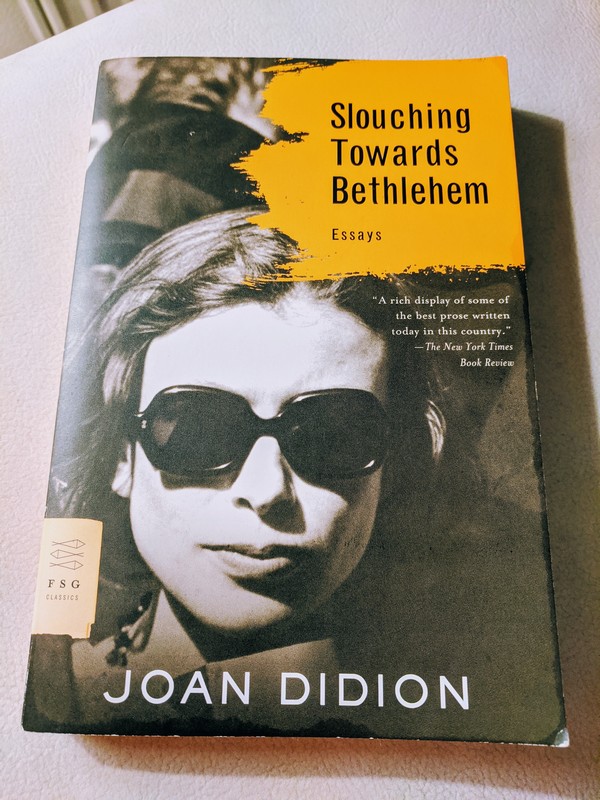 Slouching
Towards
Bethlehem
Essays
“A rich display of some of
the best prose written
today in this country.”
—The New York Times
Book Review
FSG
CLASSICS
JOAN DIDION